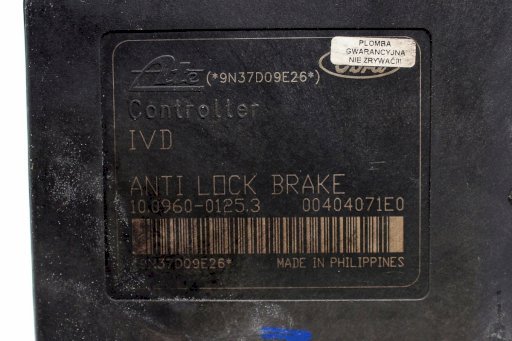 PLOMBA
GWARANCYJNA
NIE ZRYWAĆ!!!
Ate (*9N37D09E26*) Ford
Controller
IVD
ANTI LOCK BRAKE
10.0960-0125.3 00404071E0
*9N37D09E26* MADE IN PHILIPPINES